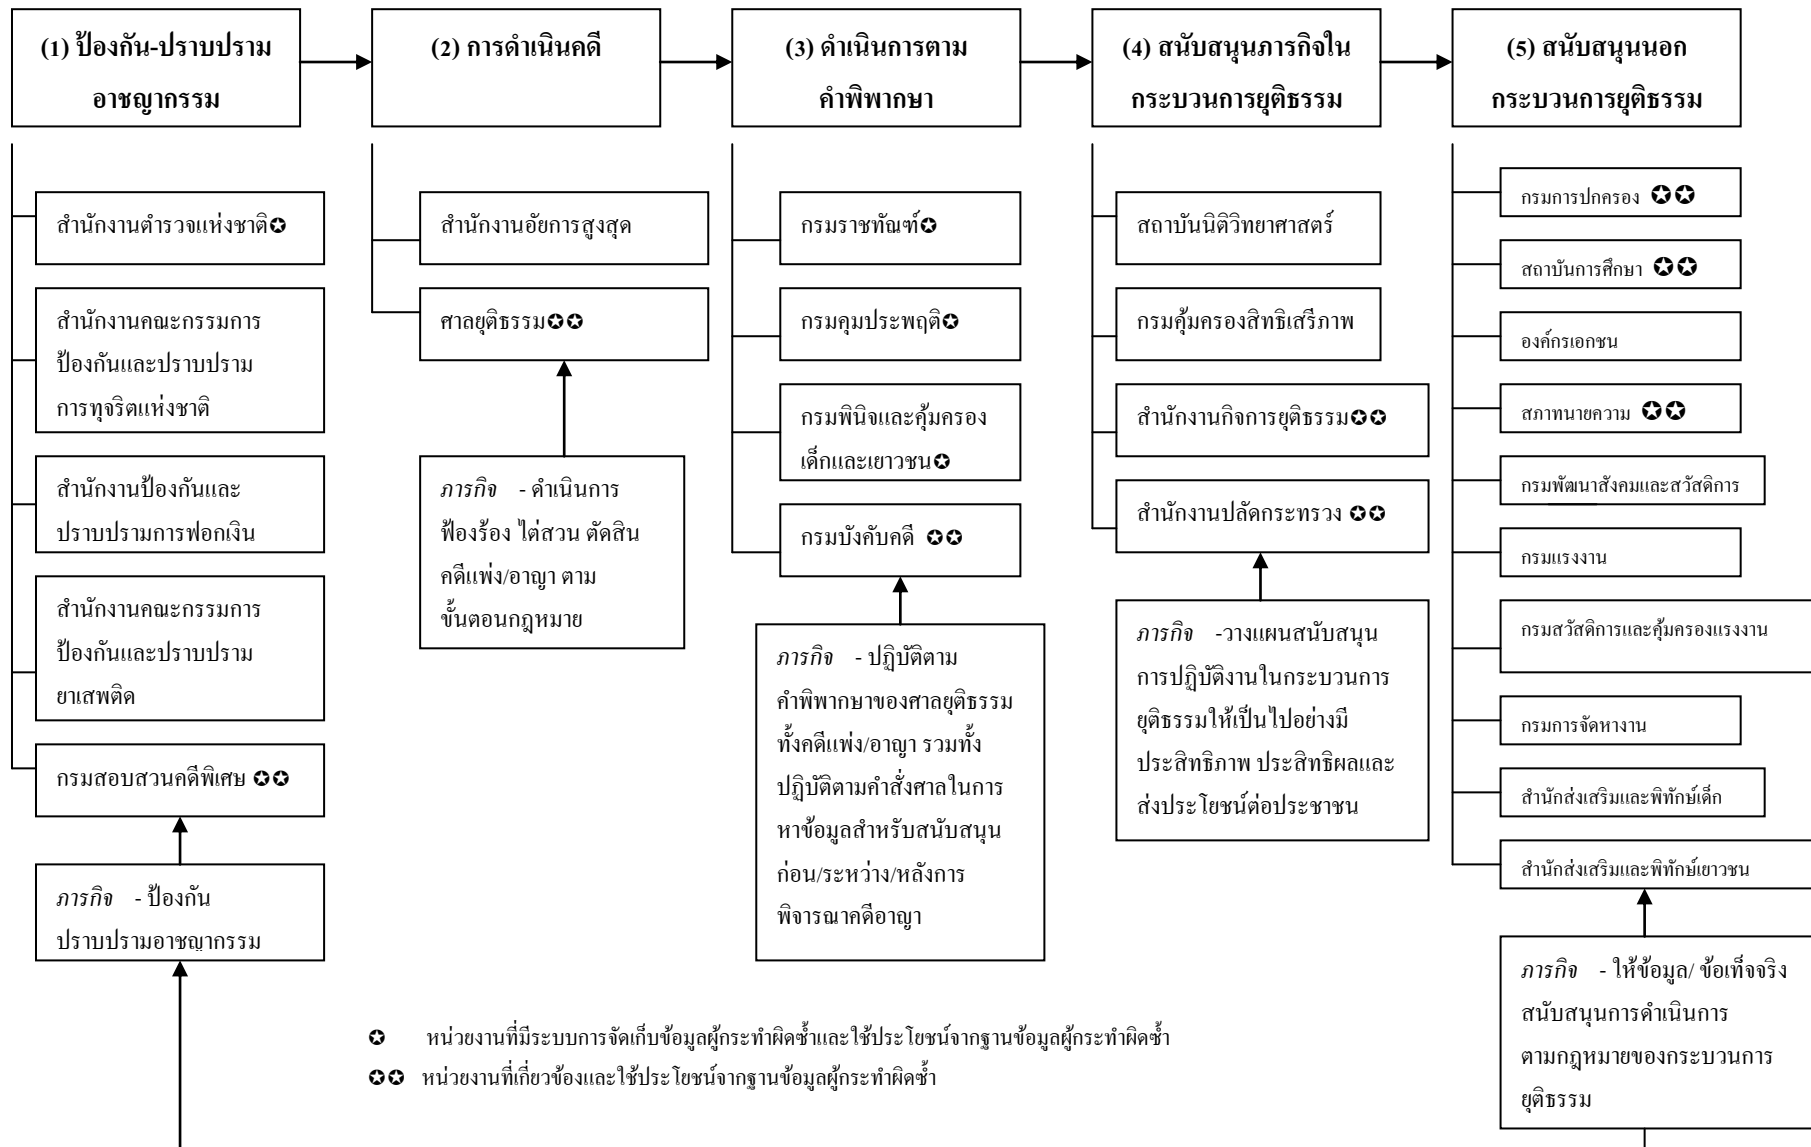 (1) ป้องกัน-ปราบปราม
อาชญากรรม
(2) การดำเนินคดี
(3) ดำเนินการตาม
คำพิพากษา
(4) สนับสนุนภารกิจใน
กระบวนการยุติธรรม
(5) สนับสนุนนอก
กระบวนการยุติธรรม
สำนักงานตำรวจแห่งชาติ✪
สำนักงานคณะกรรมการ
ป้องกันและปราบปราม
การทุจริตแห่งชาติ
สำนักงานป้องกันและ
ปราบปรามการฟอกเงิน
สำนักงานคณะกรรมการ
ป้องกันและปราบปราม
ยาเสพติด
กรมสอบสวนคดีพิเศษ ✪✪
ภารกิจ - ป้องกัน
ปราบปรามอาชญากรรม
สำนักงานอัยการสูงสุด
ศาลยุติธรรม✪✪
ภารกิจ - ดำเนินการ
ฟ้องร้อง ไต่สวน ตัดสิน
คดีแพ่ง/อาญา ตาม
ขั้นตอนกฎหมาย
กรมราชทัณฑ์✪
กรมคุมประพฤติ✪
กรมพินิจและคุ้มครอง
เด็กและเยาวชน✪
กรมบังคับคดี ✪✪
ภารกิจ - ปฏิบัติตาม
คำพิพากษาของศาลยุติธรรม
ทั้งคดีแพ่ง/อาญา รวมทั้ง
ปฏิบัติตามคำสั่งศาลในการ
หาข้อมูลสำหรับสนับสนุน
ก่อน/ระหว่าง/หลังการ
พิจารณาคดีอาญา
สถาบันนิติวิทยาศาสตร์
กรมคุ้มครองสิทธิเสรีภาพ
สำนักงานกิจการยุติธรรม✪✪
สำนักงานปลัดกระทรวง ✪✪
ภารกิจ -วางแผนสนับสนุน
การปฏิบัติงานในกระบวนการ
ยุติธรรมให้เป็นไปอย่างมี
ประสิทธิภาพ ประสิทธิผลและ
ส่งประโยชน์ต่อประชาชน
กรมการปกครอง ✪✪
สถาบันการศึกษา ✪✪
องค์กรเอกชน
สภาทนายความ ✪✪
กรมพัฒนาสังคมและสวัสดิการ
กรมแรงงาน
กรมสวัสดิการและคุ้มครองแรงงาน
กรมการจัดหางาน
สำนักส่งเสริมและพิทักษ์เด็ก
สำนักส่งเสริมและพิทักษ์เยาวชน
ภารกิจ - ให้ข้อมูล/ ข้อเท็จจริง
สนับสนุนการดำเนินการ
ตามกฎหมายของกระบวนการ
ยุติธรรม
✪ หน่วยงานที่มีระบบการจัดเก็บข้อมูลผู้กระทำผิดซ้ำและใช้ประโยชน์จากฐานข้อมูลผู้กระทำผิดซ้ำ
✪✪ หน่วยงานที่เกี่ยวข้องและใช้ประโยชน์จากฐานข้อมูลผู้กระทำผิดซ้ำ